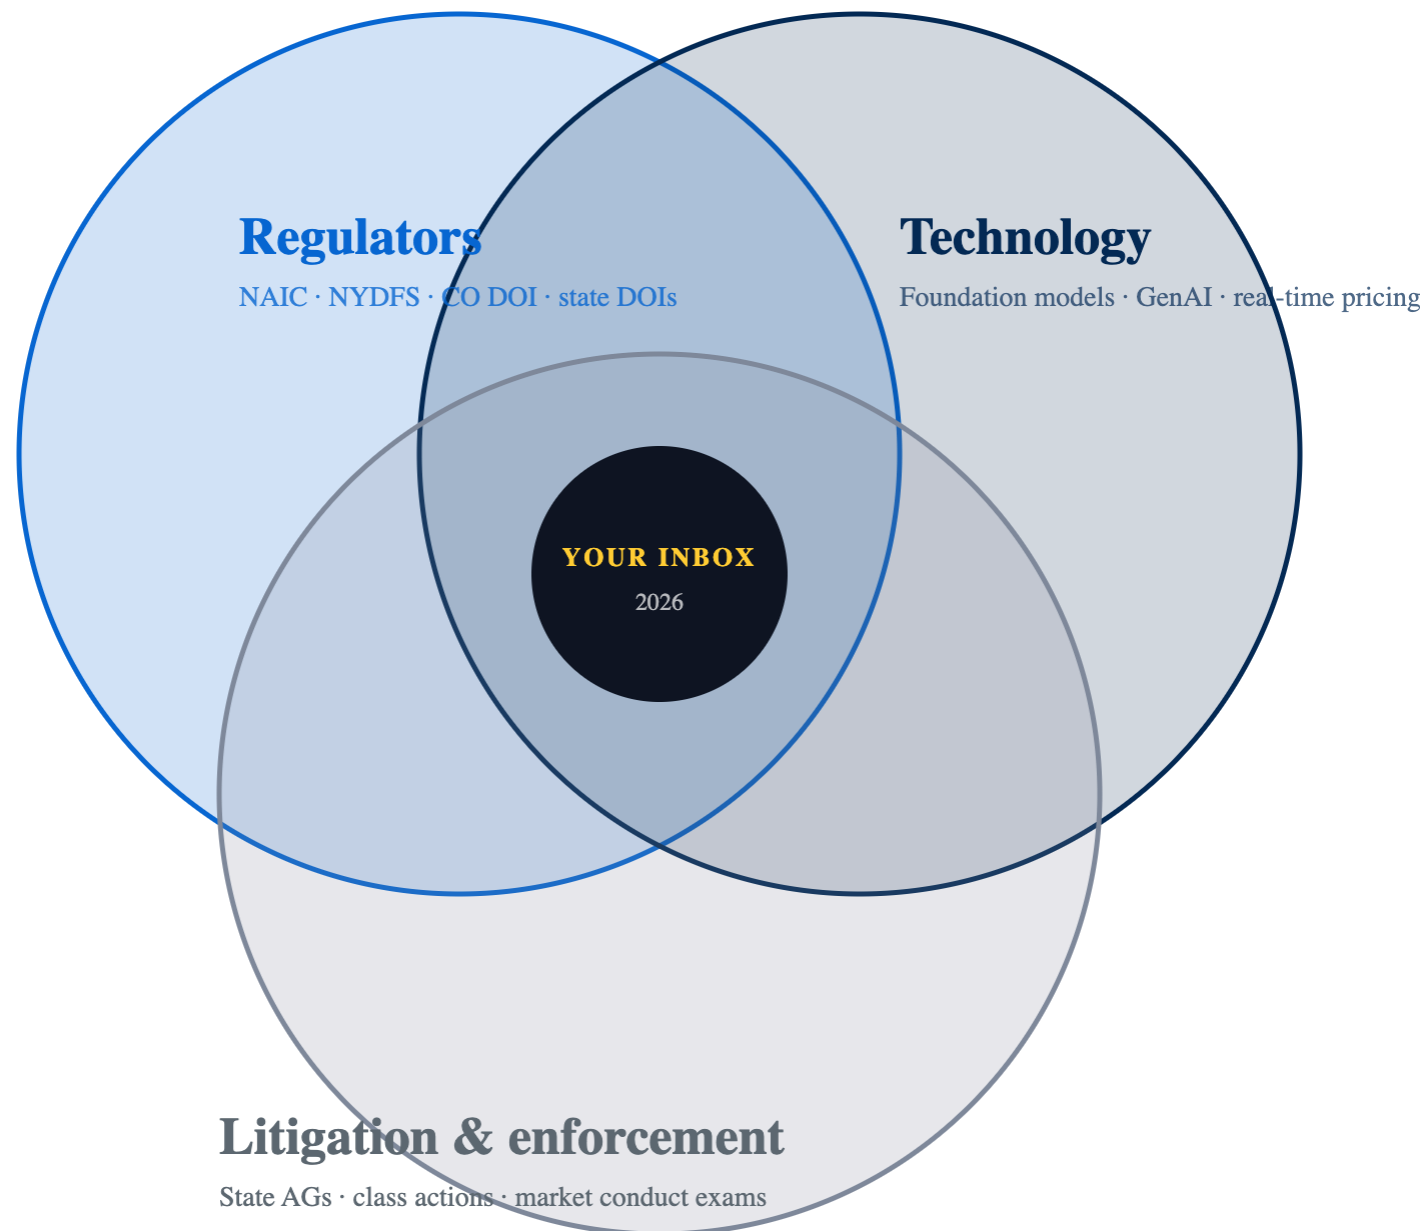 Regulators
NAIC · NYDFS · CO DOI · state DOIs
Technology
Foundation models · GenAI · real-time pricing
YOUR INBOX
2026
Litigation & enforcement
State AGs · class actions · market conduct exams